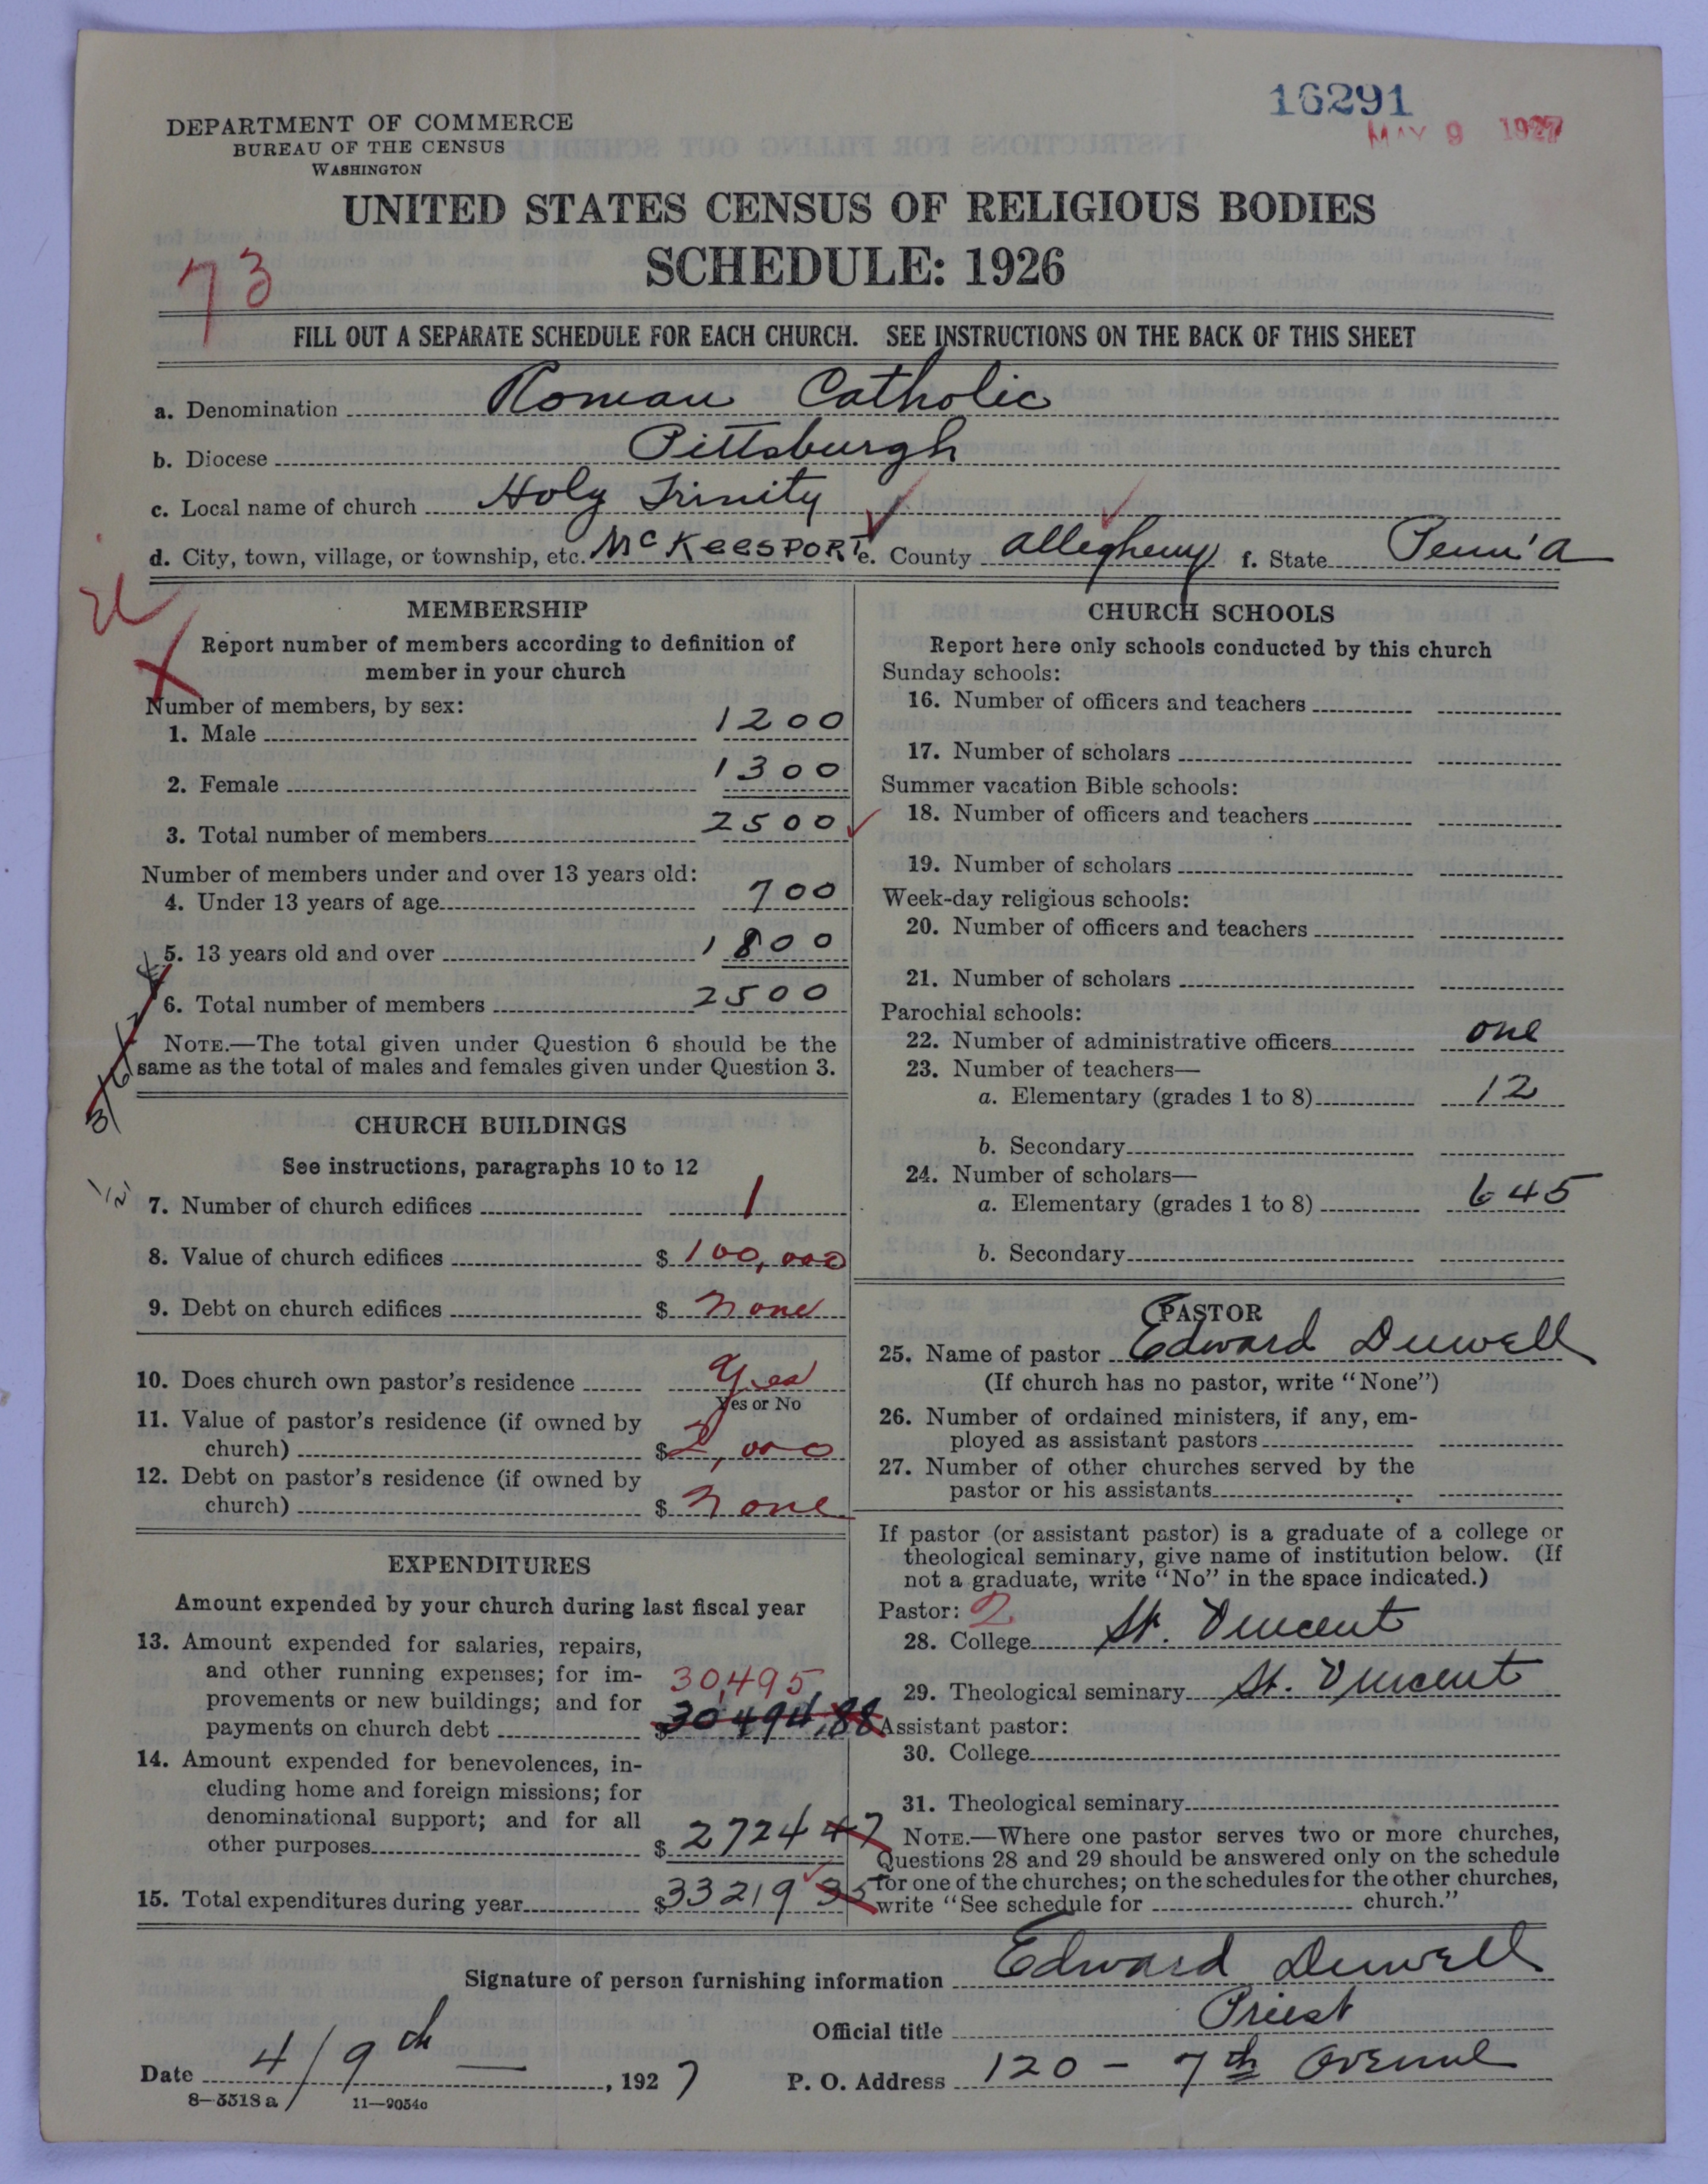 16291
MAY 9 1927
DEPARTMENT OF COMMERCE
BUREAU OF THE CENSUS
WASHINGTON
UNITED STATES CENSUS OF RELIGIOUS BODIES
SCHEDULE: 1926
73
FILL OUT A SEPARATE SCHEDULE FOR EACH CHURCH. SEE INSTRUCTIONS ON THE BACK OF THIS SHEET
a. Denomination Roman Catholic
b. Diocese Pittsburgh
c. Local name of church Holy Trinity
d. City, town, village, or township, etc. McKeesport e. County Allegheny f. State Penn'a
MEMBERSHIP
Report number of members according to definition of
member in your church
Number of members, by sex:
1. Male 1200
2. Female 1300
3. Total number of members 2500
Number of members under and over 13 years old:
4. Under 13 years of age 700
5. 13 years old and over 1800
6. Total number of members 2500
NOTE.—The total given under Question 6 should be the
same as the total of males and females given under Question 3.
CHURCH BUILDINGS
See instructions, paragraphs 10 to 12
7. Number of church edifices 1
8. Value of church edifices $ 100,000
9. Debt on church edifices $ None
10. Does church own pastor's residence Yes
Yes or No
11. Value of pastor's residence (if owned by
church) $ 2,000
12. Debt on pastor's residence (if owned by
church) $ None
EXPENDITURES
Amount expended by your church during last fiscal year
13. Amount expended for salaries, repairs,
and other running expenses; for im-
provements or new buildings; and for 30,495
payments on church debt $ 30494.88
14. Amount expended for benevolences, in-
cluding home and foreign missions; for
denominational support; and for all
other purposes $ 2724 47
15. Total expenditures during year $ 33219 35
CHURCH SCHOOLS
Report here only schools conducted by this church
Sunday schools:
16. Number of officers and teachers
17. Number of scholars
Summer vacation Bible schools:
18. Number of officers and teachers
19. Number of scholars
Week-day religious schools:
20. Number of officers and teachers
21. Number of scholars
Parochial schools:
22. Number of administrative officers one
23. Number of teachers—
a. Elementary (grades 1 to 8) 12
b. Secondary
24. Number of scholars—
a. Elementary (grades 1 to 8) 645
b. Secondary
PASTOR
25. Name of pastor Edward Duwell
(If church has no pastor, write "None")
26. Number of ordained ministers, if any, em-
ployed as assistant pastors
27. Number of other churches served by the
pastor or his assistants
If pastor (or assistant pastor) is a graduate of a college or
theological seminary, give name of institution below. (If
not a graduate, write "No" in the space indicated.)
Pastor: 2
28. College St. Vincent
29. Theological seminary St. Vincent
Assistant pastor:
30. College
31. Theological seminary
NOTE.—Where one pastor serves two or more churches,
Questions 28 and 29 should be answered only on the schedule
for one of the churches; on the schedules for the other churches,
write "See schedule for church."
Signature of person furnishing information Edward Duwell
Official title Priest
Date 4/9th, 1927 P. O. Address 120 - 7th Avenue
8-5518a 11-9054c